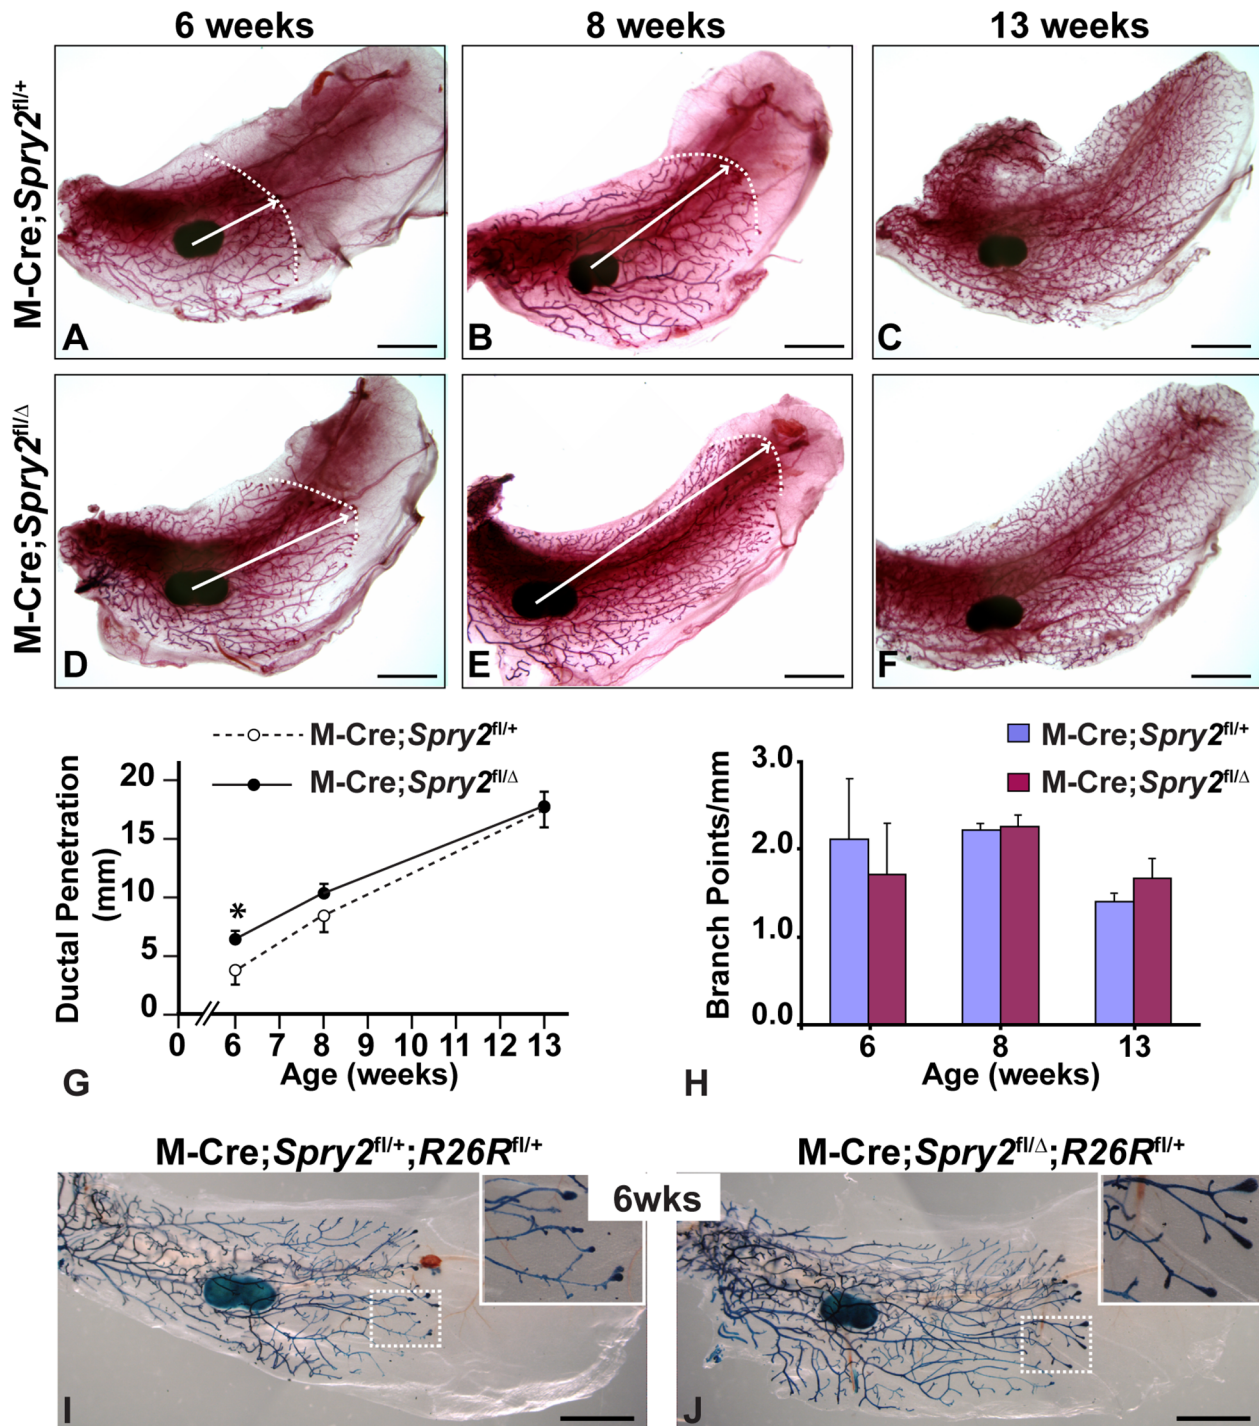 6 weeks
8 weeks
13 weeks
M-Cre;Spry2fl/+
A
B
C
M-Cre;Spry2fl/Δ
D
E
F
M-Cre;Spry2fl/+
M-Cre;Spry2fl/Δ
Ductal Penetration
(mm)
20
15
10
5
0
*
0 6 7 8 9 10 11 12 13
Age (weeks)
G
M-Cre;Spry2fl/+
M-Cre;Spry2fl/Δ
Branch Points/mm
3.0
2.0
1.0
0.0
6 8 13
Age (weeks)
H
M-Cre;Spry2fl/+;R26Rfl/+
M-Cre;Spry2fl/Δ;R26Rfl/+
6wks
I
J